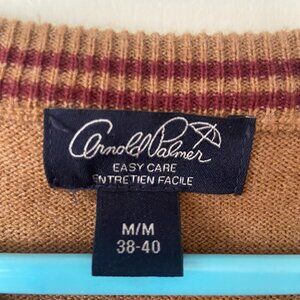 Arnold Palmer
EASY CARE
ENTRETIEN FACILE
M/M
38-40